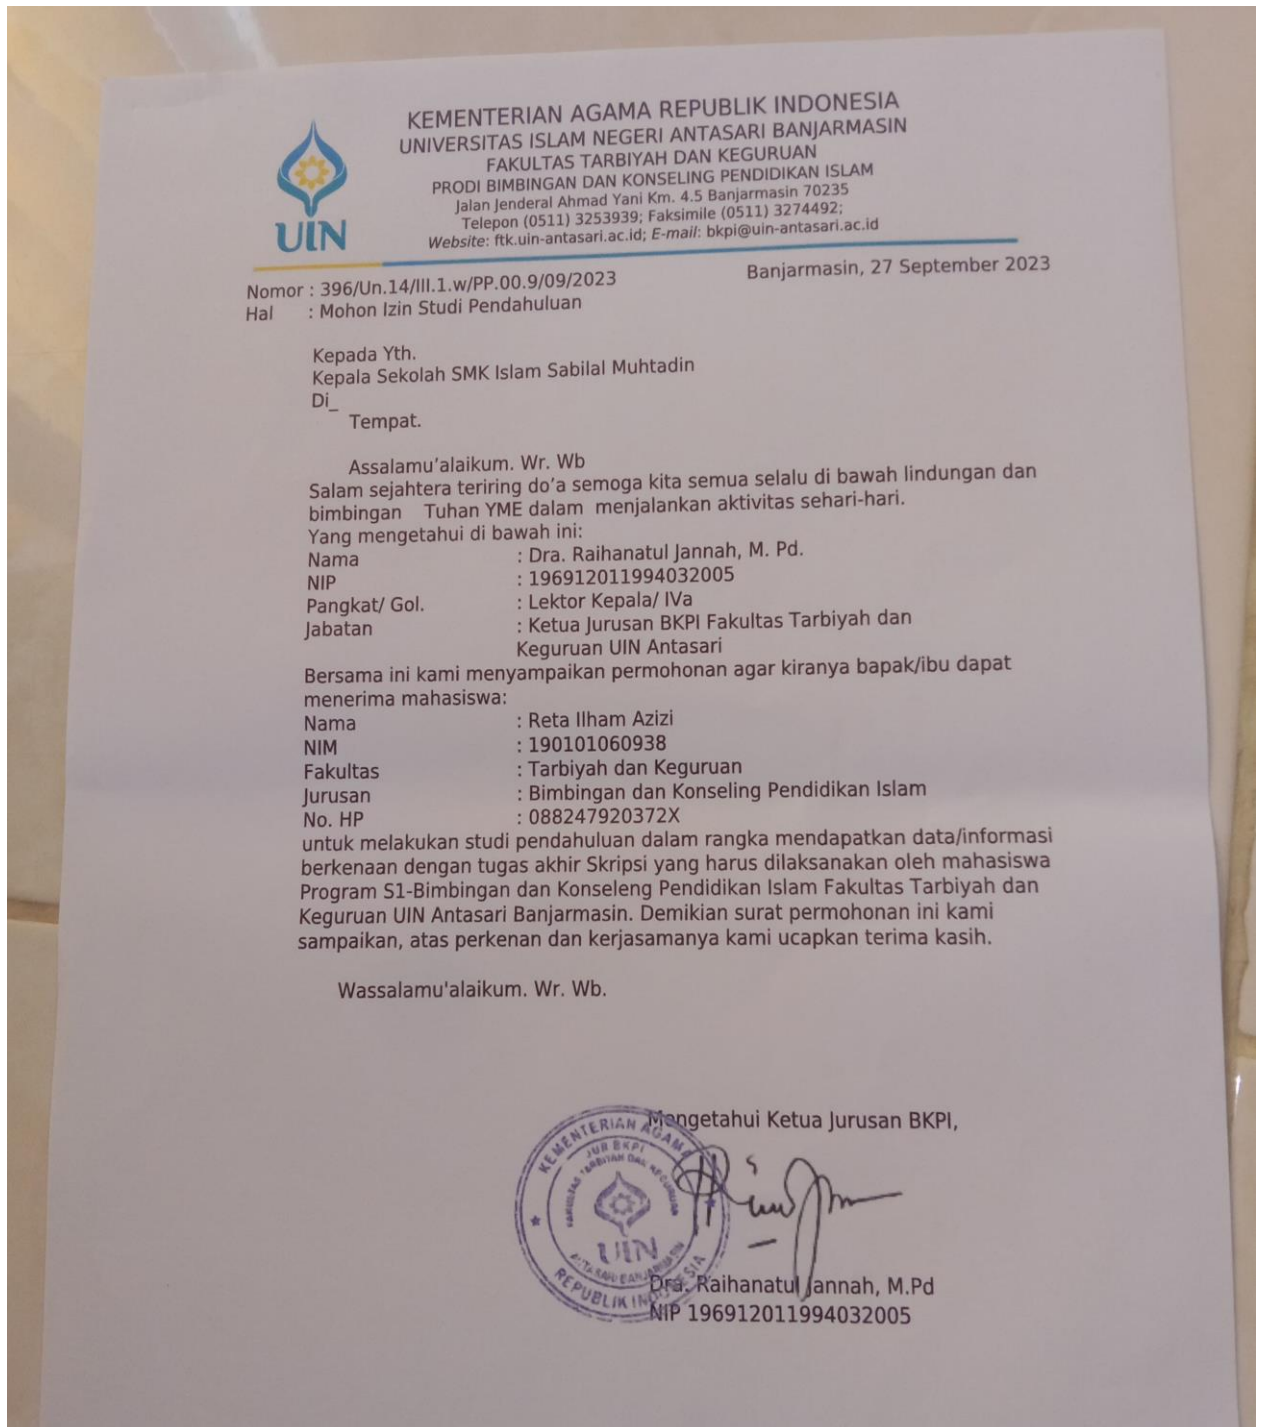 KEMENTERIAN AGAMA REPUBLIK INDONESIA
UNIVERSITAS ISLAM NEGERI ANTASARI BANJARMASIN
FAKULTAS TARBIYAH DAN KEGURUAN
PRODI BIMBINGAN DAN KONSELING PENDIDIKAN ISLAM
Jalan Jenderal Ahmad Yani Km. 4.5 Banjarmasin 70235
Telepon (0511) 3253939; Faksimile (0511) 3274492;
Website: ftk.uin-antasari.ac.id; E-mail: bkpi@uin-antasari.ac.id
UIN
Nomor : 396/Un.14/III.1.w/PP.00.9/09/2023 Banjarmasin, 27 September 2023
Hal : Mohon Izin Studi Pendahuluan
Kepada Yth.
Kepala Sekolah SMK Islam Sabilal Muhtadin
Di_
Tempat.
Assalamu’alaikum. Wr. Wb
Salam sejahtera teriring do’a semoga kita semua selalu di bawah lindungan dan
bimbingan Tuhan YME dalam menjalankan aktivitas sehari-hari.
Yang mengetahui di bawah ini:
Nama : Dra. Raihanatul Jannah, M. Pd.
NIP : 196912011994032005
Pangkat/ Gol. : Lektor Kepala/ IVa
Jabatan : Ketua Jurusan BKPI Fakultas Tarbiyah dan
Keguruan UIN Antasari
Bersama ini kami menyampaikan permohonan agar kiranya bapak/ibu dapat
menerima mahasiswa:
Nama : Reta Ilham Azizi
NIM : 190101060938
Fakultas : Tarbiyah dan Keguruan
Jurusan : Bimbingan dan Konseling Pendidikan Islam
No. HP : 088247920372X
untuk melakukan studi pendahuluan dalam rangka mendapatkan data/informasi
berkenaan dengan tugas akhir Skripsi yang harus dilaksanakan oleh mahasiswa
Program S1-Bimbingan dan Konseleng Pendidikan Islam Fakultas Tarbiyah dan
Keguruan UIN Antasari Banjarmasin. Demikian surat permohonan ini kami
sampaikan, atas perkenan dan kerjasamanya kami ucapkan terima kasih.
Wassalamu'alaikum. Wr. Wb.
Mengetahui Ketua Jurusan BKPI,
KEMENTERIAN AGAMA
JUR BKPI
FAKULTAS TARBIYAH DAN KEGURUAN
UIN
ANTASARI BANJARMASIN
REPUBLIK INDONESIA
Dra. Raihanatul Jannah, M.Pd
NIP 196912011994032005